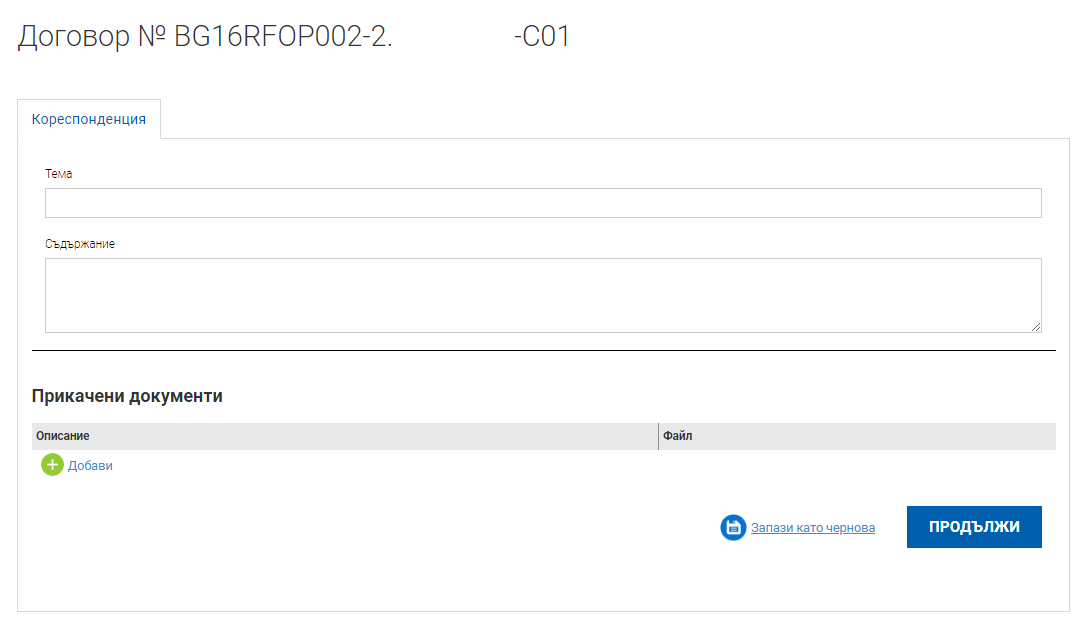 Договор № BG16RFOP002-2. -C01
Кореспонденция
Тема
Съдържание
Прикачени документи
Описание Файл
Добави
Запази като чернова ПРОДЪЛЖИ